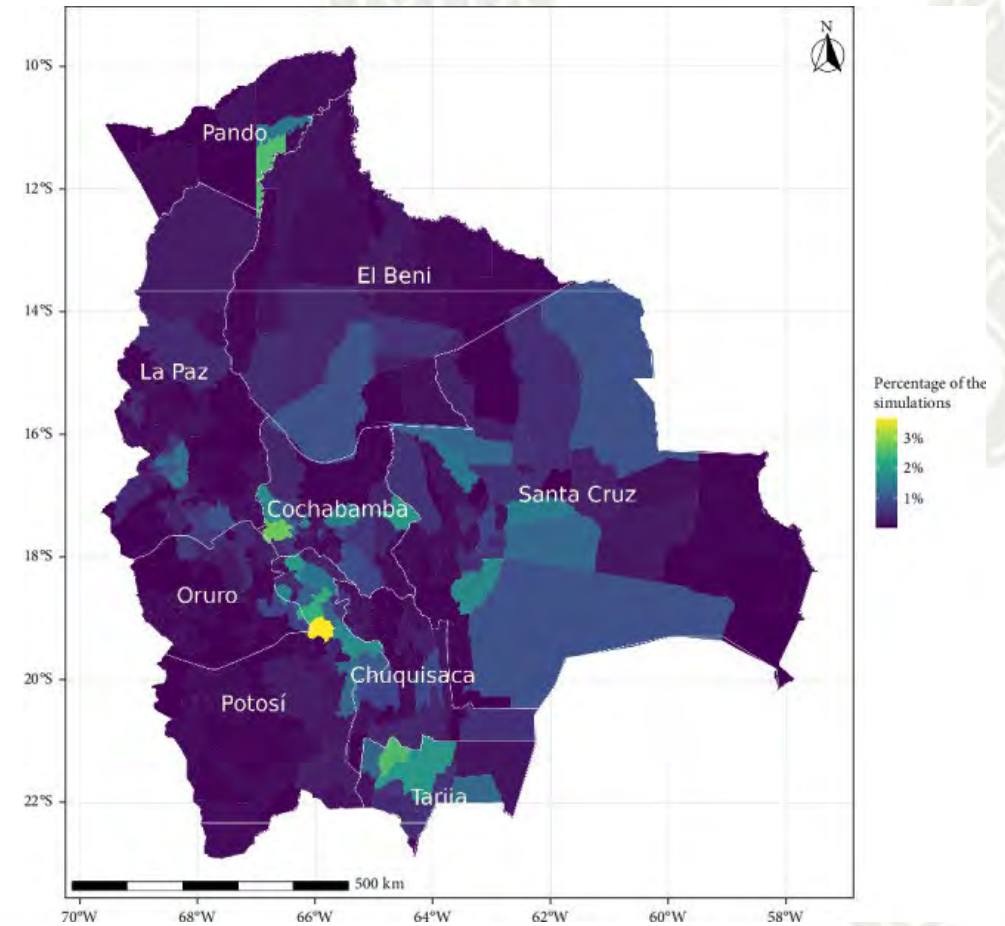 N
10°S
Pando
12°S
El Beni
14°S
La Paz
Percentage of the
simulations
16°S
3%
2%
Santa Cruz
1%
Cochabamba
18°S
Oruro
20°S
Chuquisaca
Potosí
22°S
Tarija
500 km
70°W 68°W 66°W 64°W 62°W 60°W 58°W